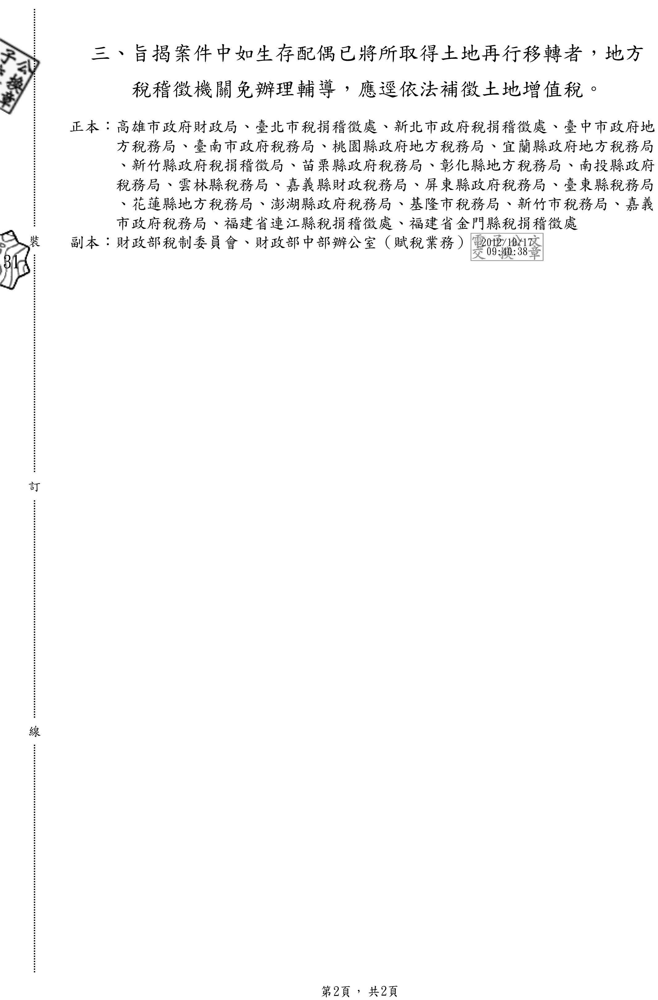 三、旨揭案件中如生存配偶已將所取得土地再行移轉者，地方
稅稽徵機關免辦理輔導，應逕依法補徵土地增值稅。
正本：高雄市政府財政局、臺北市稅捐稽徵處、新北市政府稅捐稽徵處、臺中市政府地
方稅務局、臺南市政府稅務局、桃園縣政府地方稅務局、宜蘭縣政府地方稅務局
、新竹縣政府稅捐稽徵局、苗栗縣政府稅務局、彰化縣地方稅務局、南投縣政府
稅務局、雲林縣稅務局、嘉義縣財政稅務局、屏東縣政府稅務局、臺東縣稅務局
、花蓮縣地方稅務局、澎湖縣政府稅務局、基隆市稅務局、新竹市稅務局、嘉義
市政府稅務局、福建省連江縣稅捐稽徵處、福建省金門縣稅捐稽徵處
副本：財政部稅制委員會、財政部中部辦公室（賦稅業務）
電子公文
交換章
2012/10/17
09:40:38
子公
換
章
裝
31
訂
線
第2頁，共2頁